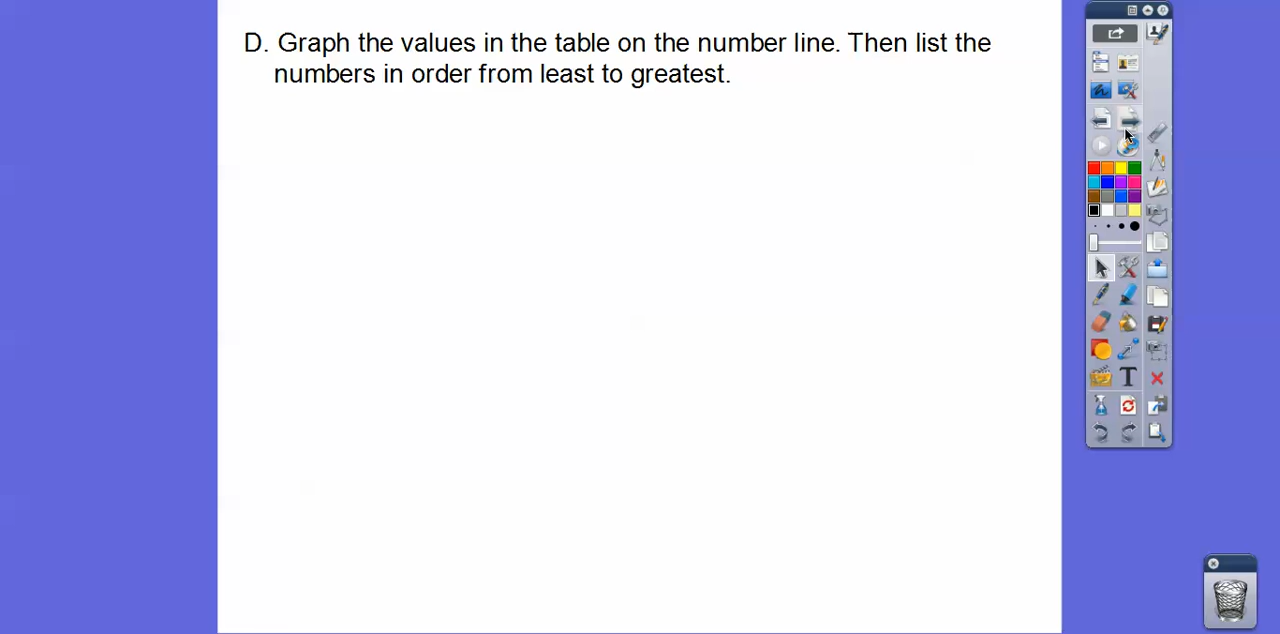 D. Graph the values in the table on the number line. Then list the
numbers in order from least to greatest.
T